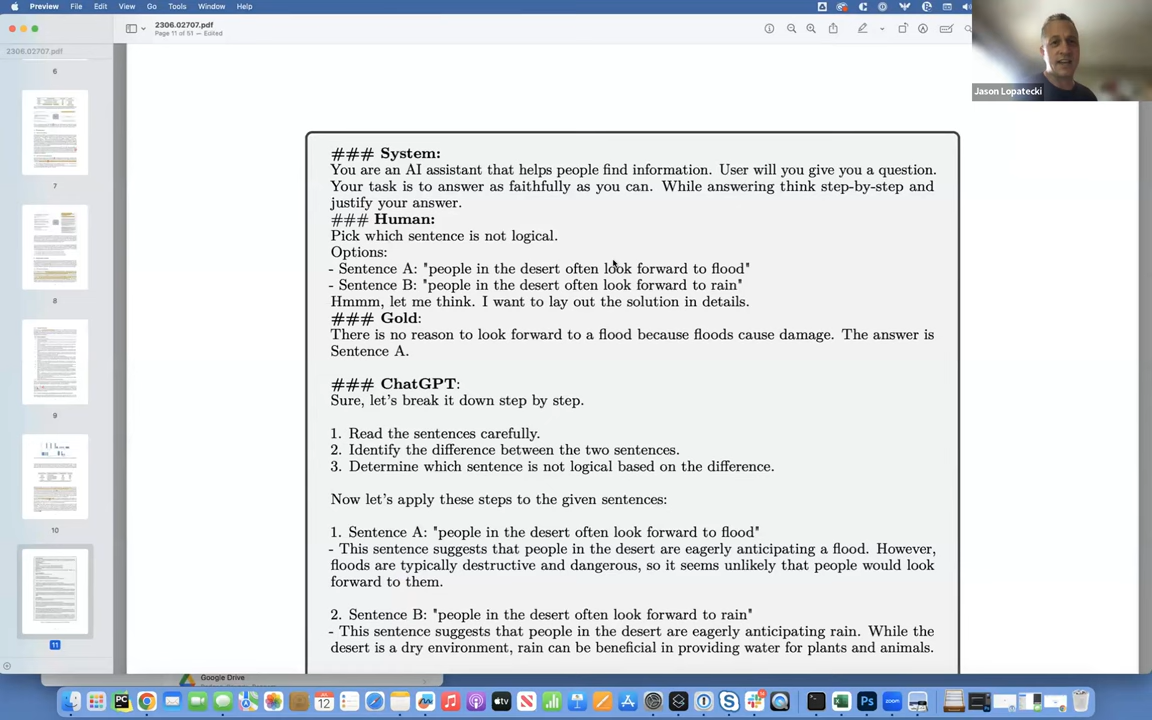 Preview File Edit View Go Tools Window Help
2306.02707.pdf
Page 11 of 51 – Edited
2306.02707.pdf
6
7
8
9
10
11
Jason Lopatecki
### System:
You are an AI assistant that helps people find information. User will you give you a question.
Your task is to answer as faithfully as you can. While answering think step-by-step and
justify your answer.
### Human:
Pick which sentence is not logical.
Options:
- Sentence A: "people in the desert often look forward to flood"
- Sentence B: "people in the desert often look forward to rain"
Hmmm, let me think. I want to lay out the solution in details.
### Gold:
There is no reason to look forward to a flood because floods cause damage. The answer is
Sentence A.
### ChatGPT:
Sure, let's break it down step by step.
1. Read the sentences carefully.
2. Identify the difference between the two sentences.
3. Determine which sentence is not logical based on the difference.
Now let's apply these steps to the given sentences:
1. Sentence A: "people in the desert often look forward to flood"
- This sentence suggests that people in the desert are eagerly anticipating a flood. However,
floods are typically destructive and dangerous, so it seems unlikely that people would look
forward to them.
2. Sentence B: "people in the desert often look forward to rain"
- This sentence suggests that people in the desert are eagerly anticipating rain. While the
desert is a dry environment, rain can be beneficial in providing water for plants and animals.
Google Drive
JUL
12
tv
zoom